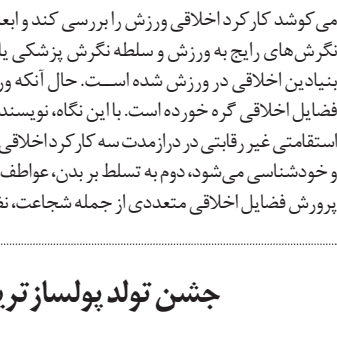 می‌کوشد کارکرد اخلاقی ورزش را بررسی کند و ابعا
نگرش‌های رایج به ورزش و سلطه نگرش پزشکی یا
بنیادین اخلاقی در ورزش شده است. حال آنکه ور
فضایل اخلاقی گره خورده است. با این نگاه، نویسند
استقامتی غیر رقابتی در درازمدت سه کارکرد اخلاقی
و خودشناسی می‌شود، دوم به تسلط بر بدن، عواطف
پرورش فضایل اخلاقی متعددی از جمله شجاعت، نظ
جشن تولد پولسازتری